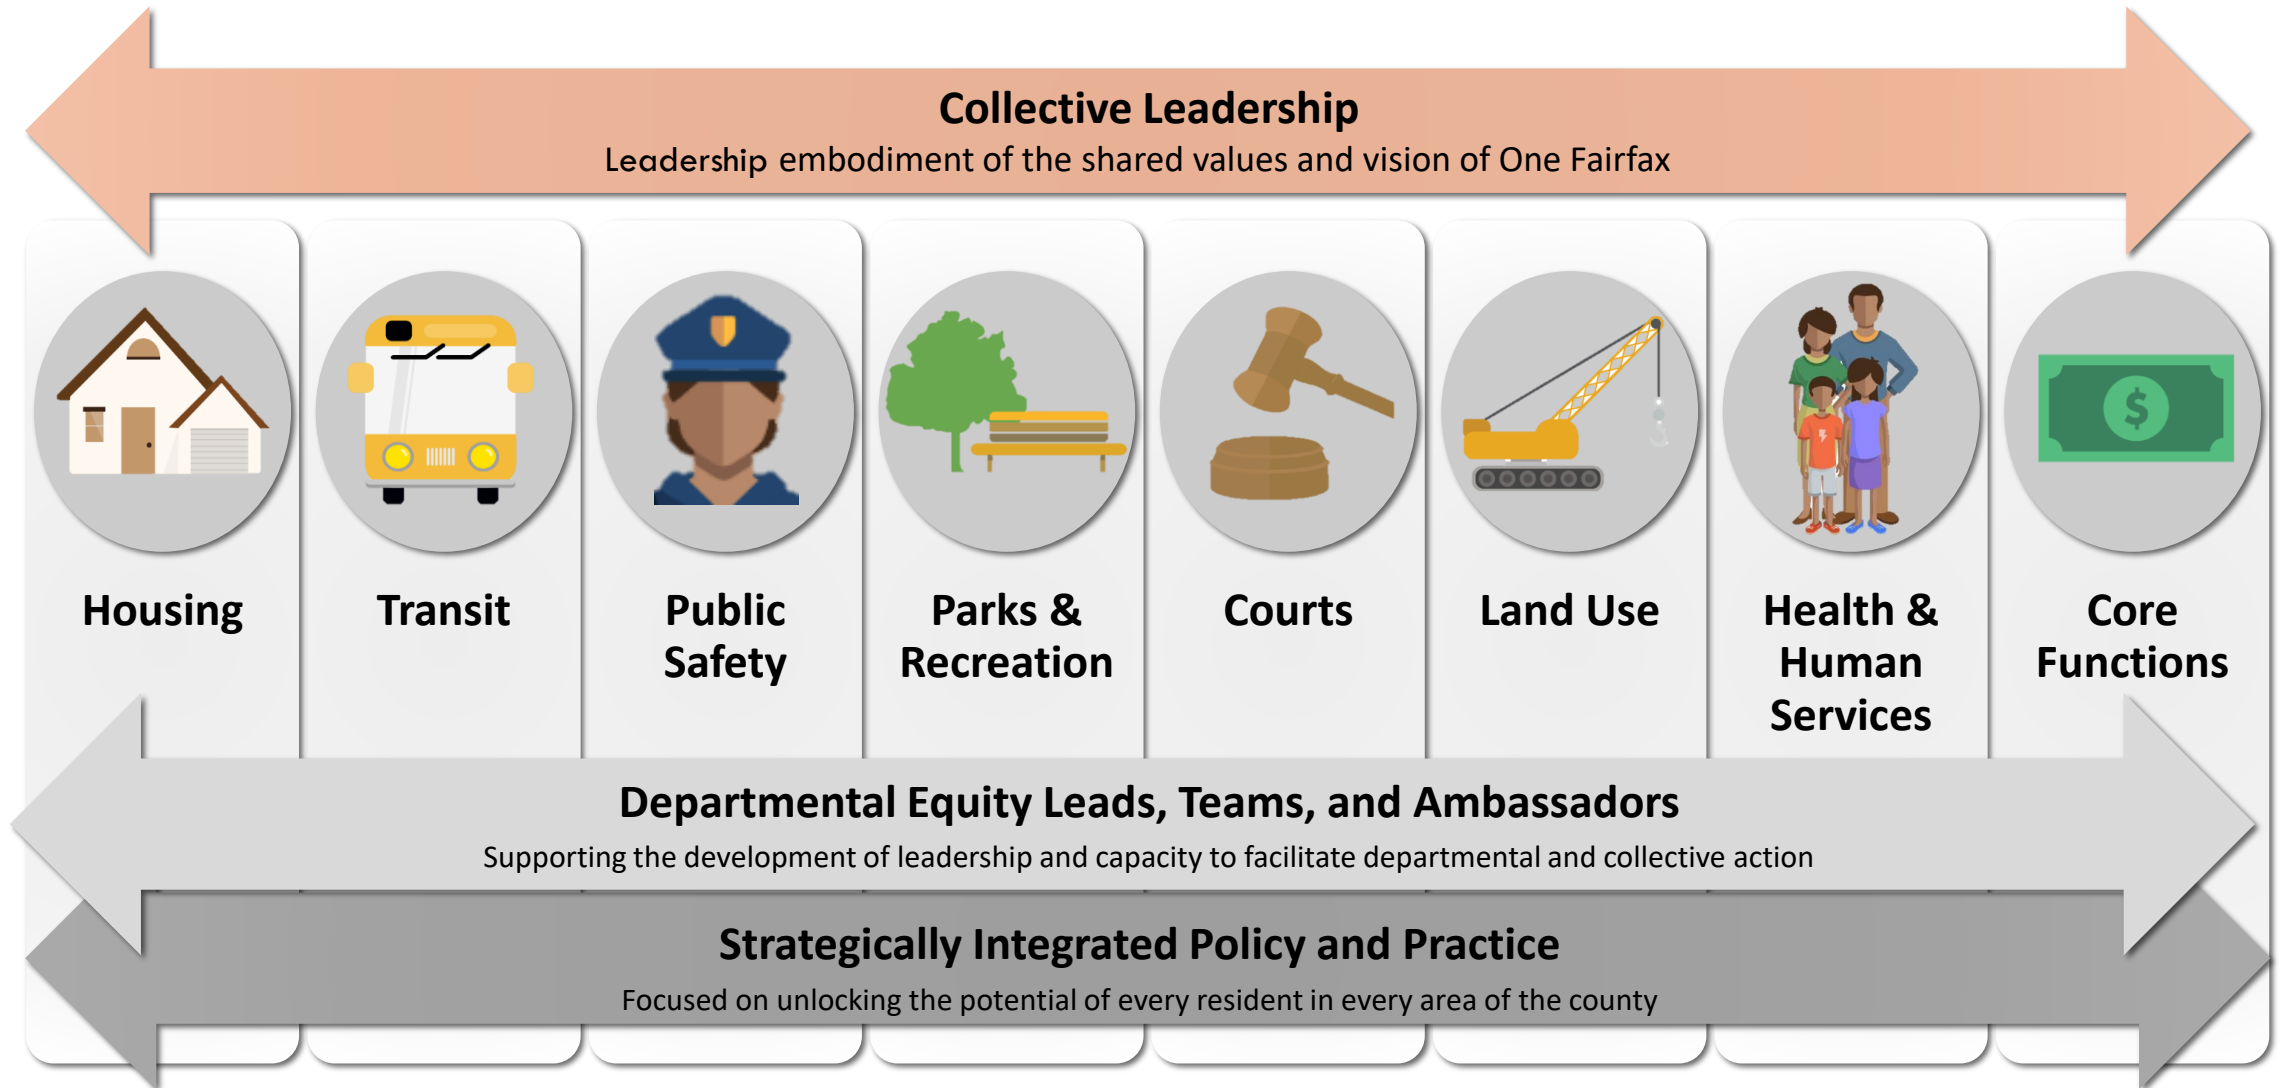 Collective Leadership
Leadership embodiment of the shared values and vision of One Fairfax
Housing
Transit
Public
Safety
Parks &
Recreation
Courts
Land Use
Health &
Human
Services
Core
Functions
$
Departmental Equity Leads, Teams, and Ambassadors
Supporting the development of leadership and capacity to facilitate departmental and collective action
Strategically Integrated Policy and Practice
Focused on unlocking the potential of every resident in every area of the county